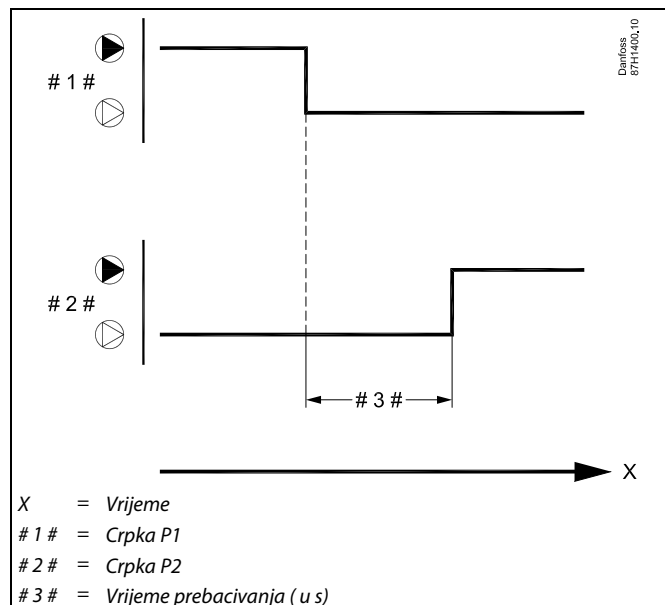 Danfoss
87H1400.10
# 1 #
# 2 #
# 3 #
X
X = Vrijeme
# 1 # = Crpka P1
# 2 # = Crpka P2
# 3 # = Vrijeme prebacivanja ( u s)